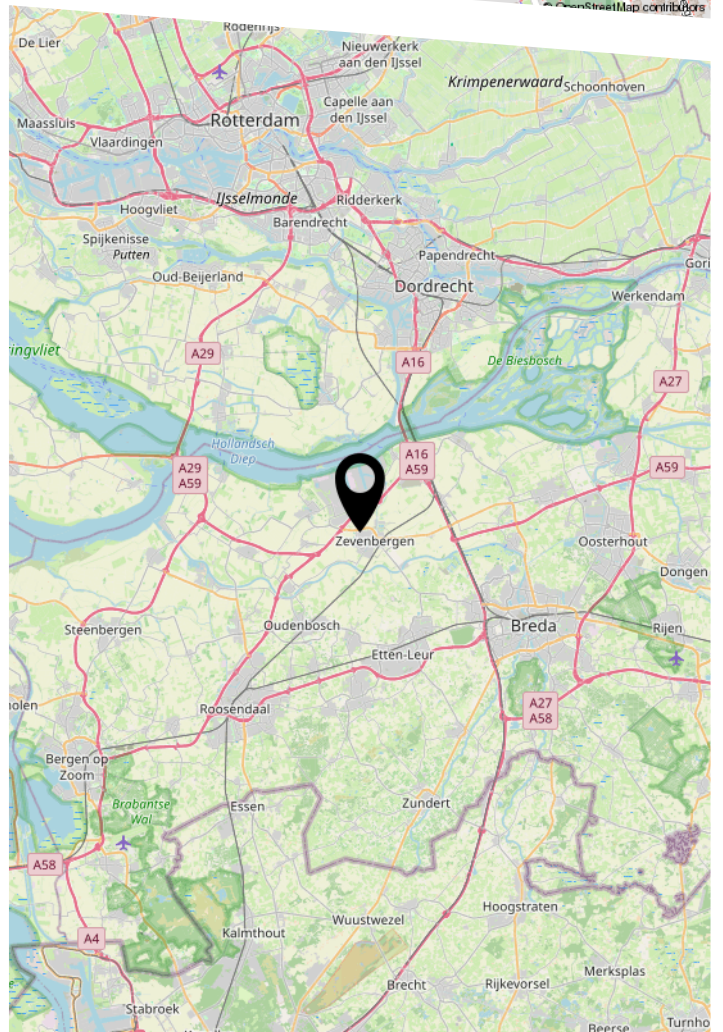 © OpenStreetMap contributors
De Lier
Nieuwerkerk
aan den IJssel
Krimpenerwaard
Schoonhoven
Capelle aan
den IJssel
Maassluis
Rotterdam
Vlaardingen
IJsselmonde
Ridderkerk
Hoogvliet
Barendrecht
Spijkenisse
Putten
Papendrecht
Oud-Beijerland
Dordrecht
Werkendam
A29
A16
De Biesbosch
A27
Hollandsch
Diep
A16
A59
A29
A59
A59
Zevenbergen
Oosterhout
Dongen
Steenbergen
Oudenbosch
Breda
Rijen
Etten-Leur
Roosendaal
A27
A58
Bergen op
Zoom
Essen
Zundert
Brabantse
Wal
A58
Hoogstraten
Wuustwezel
Kalmthout
A4
Merksplas
Brecht
Rijkevorsel
Stabroek
Beerse